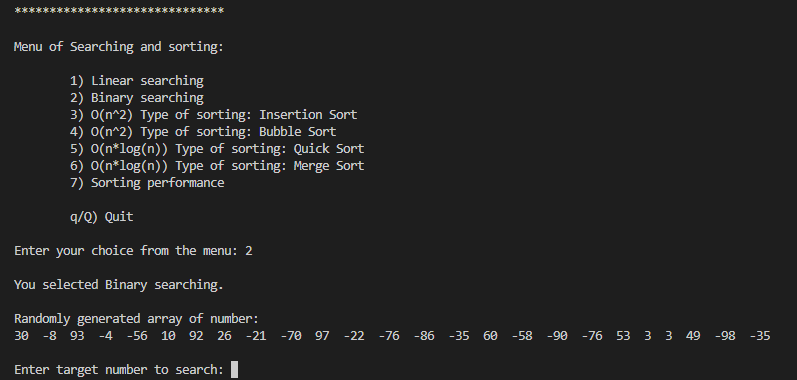 ******************************
Menu of Searching and sorting:
1) Linear searching
2) Binary searching
3) O(n^2) Type of sorting: Insertion Sort
4) O(n^2) Type of sorting: Bubble Sort
5) O(n*log(n)) Type of sorting: Quick Sort
6) O(n*log(n)) Type of sorting: Merge Sort
7) Sorting performance
q/Q) Quit
Enter your choice from the menu: 2
You selected Binary searching.
Randomly generated array of number:
30  -8  93  -4  -56  10  92  26  -21  -70  97  -22  -76  -86  -35  60  -58  -90  -76  53  3  3  49  -98  -35
Enter target number to search: